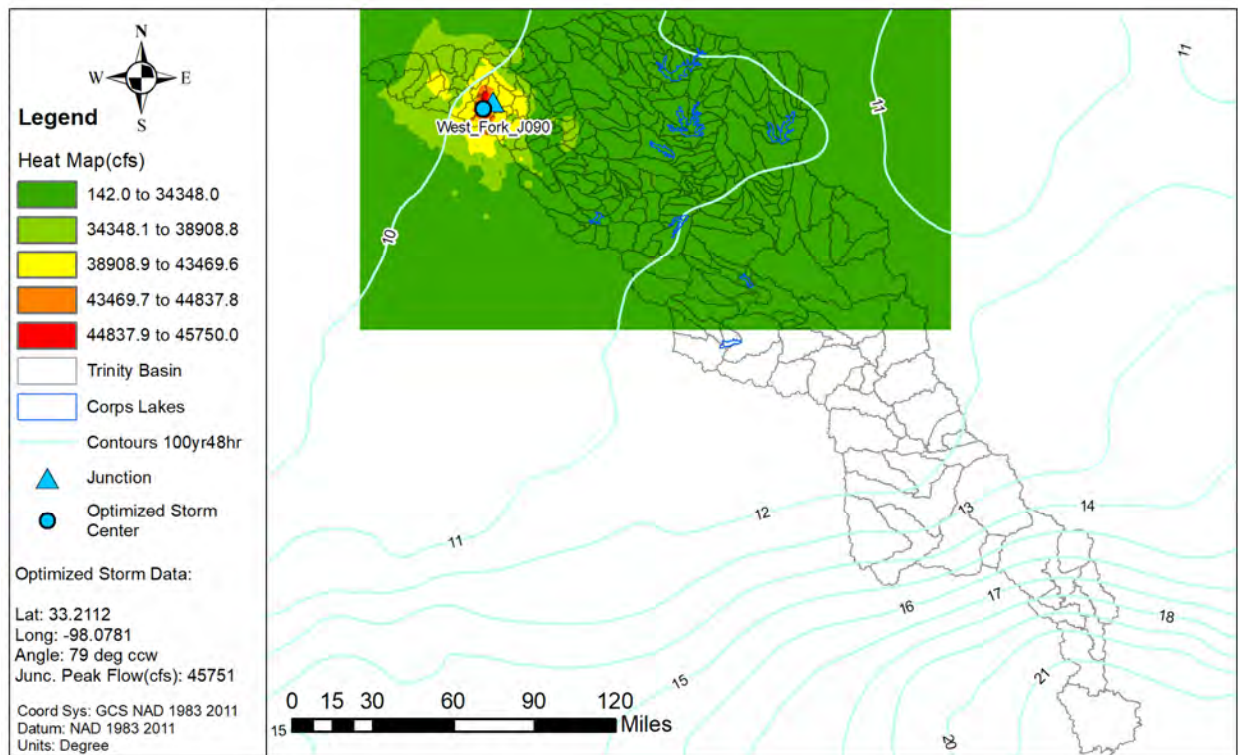 N
W E
S
Legend
Heat Map(cfs)
142.0 to 34348.0
34348.1 to 38908.8
38908.9 to 43469.6
43469.7 to 44837.8
44837.9 to 45750.0
Trinity Basin
Corps Lakes
Contours 100yr48hr
Junction
Optimized Storm
Center
Optimized Storm Data:
Lat: 33.2112
Long: -98.0781
Angle: 79 deg ccw
Junc. Peak Flow(cfs): 45751
Coord Sys: GCS NAD 1983 2011
Datum: NAD 1983 2011
Units: Degree
West_Fork_J090
10
11
11
11
12
13
14
16
17
18
15
21
20
15
0 15 30 60 90 120
Miles